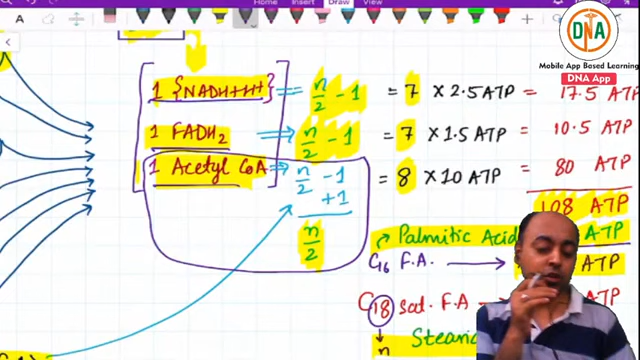 Home Insert Draw View
DNA
Mobile App Based Learning
DNA App
1 {NADH+H+} ⇒ n/2 - 1 = 7 × 2.5 ATP = 17.5 ATP
1 FADH2 ⇒ n/2 - 1 = 7 × 1.5 ATP = 10.5 ATP
1 Acetyl CoA ⇒ n/2 - 1 = 8 × 10 ATP = 80 ATP
+1
n/2
108 ATP
Palmitic Acid ATP
C16 F.A. → ATP
C18 sat. F.A → ATP
n